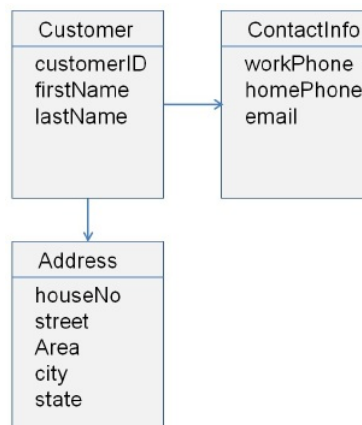 Customer
customerID
firstName
lastName
ContactInfo
workPhone
homePhone
email
Address
houseNo
street
Area
city
state